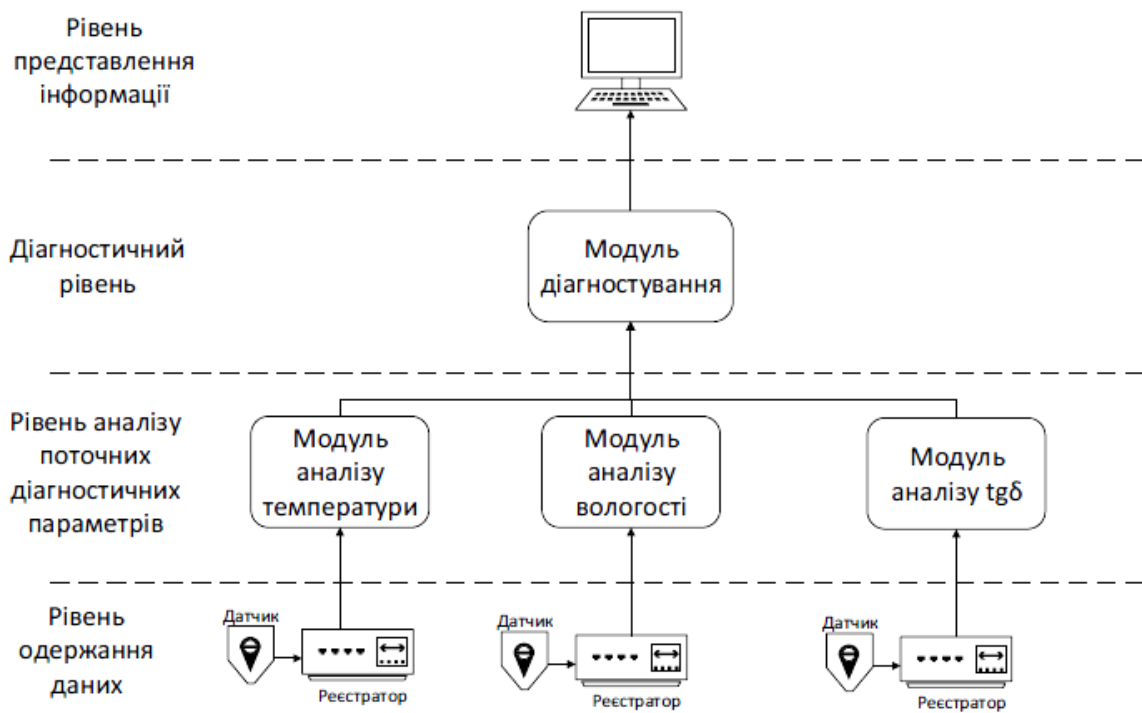 Рівень
представлення
інформації
Діагностичний
рівень
Модуль
діагностування
Рівень аналізу
поточних
діагностичних
параметрів
Модуль
аналізу
температури
Модуль
аналізу
вологості
Модуль
аналізу tgδ
Рівень
одержання
даних
Датчик
Реєстратор
Датчик
Реєстратор
Датчик
Реєстратор